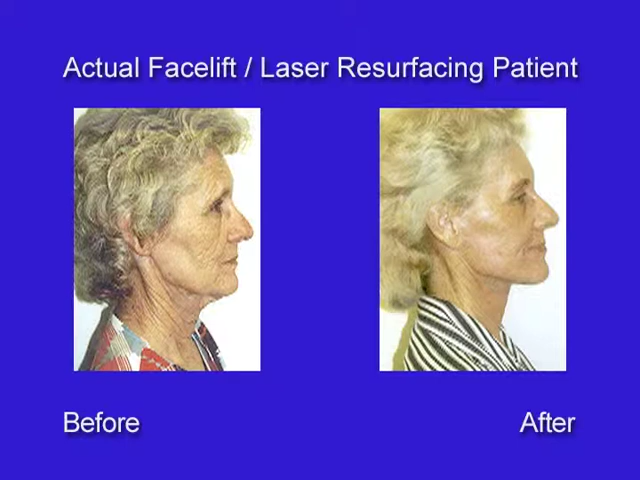 Actual Facelift / Laser Resurfacing Patient
Before
After